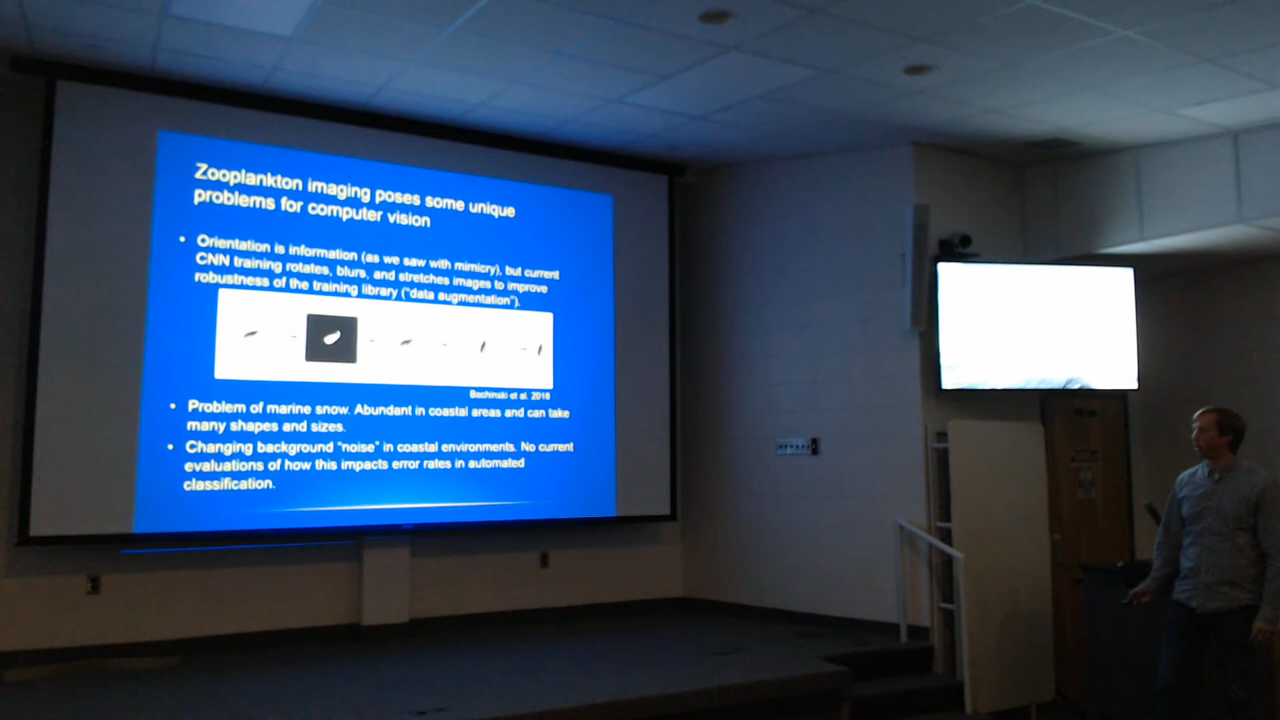 Zooplankton imaging poses some unique
problems for computer vision
• Orientation is information (as we saw with mimicry), but current
CNN training rotates, blurs, and stretches images to improve
robustness of the training library ("data augmentation").
Bochinski et al. 2018
• Problem of marine snow. Abundant in coastal areas and can take
many shapes and sizes.
• Changing background "noise" in coastal environments. No current
evaluations of how this impacts error rates in automated
classification.